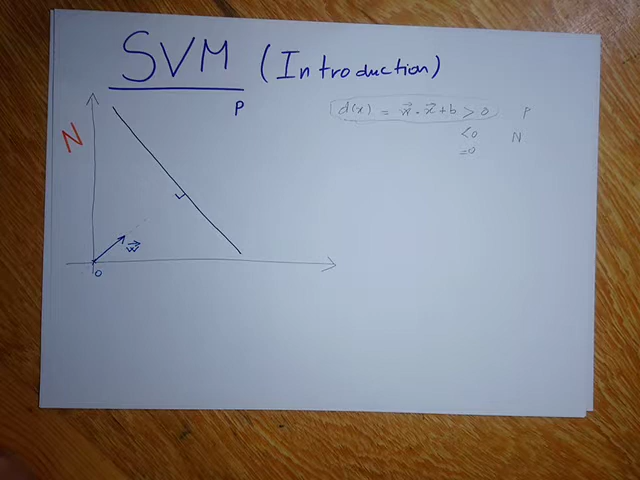 SVM (Introduction)
P
N
d(x) = x⃗ . x⃗ + b > 0 P
<0 N
=0
w⃗
0